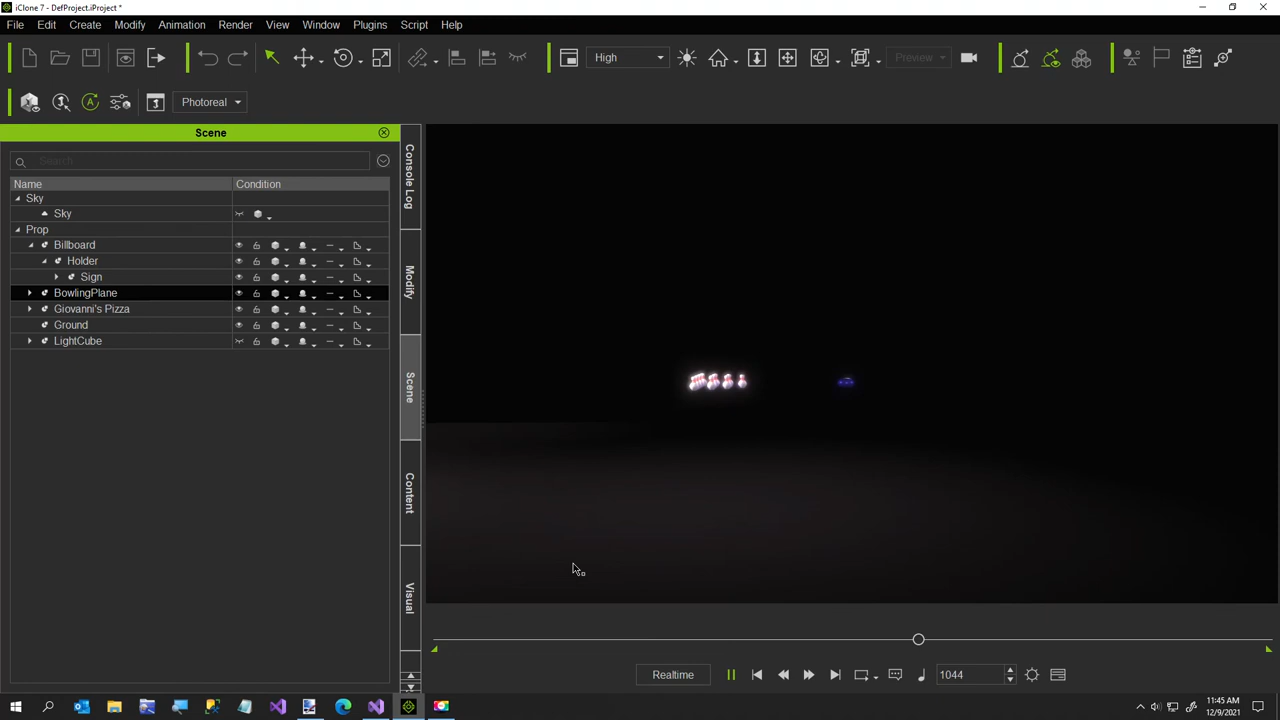 iClone 7 - DefProject.iProject *
File Edit Create Modify Animation Render View Window Plugins Script Help
High Preview
Photoreal
Scene
Search
Name Condition
Sky
Sky
Prop
Billboard
Holder
Sign
BowlingPlane
Giovanni's Pizza
Ground
LightCube
Console Log
Modify
Scene
Content
Visual
Realtime 1044
11:45 AM
12/9/2021